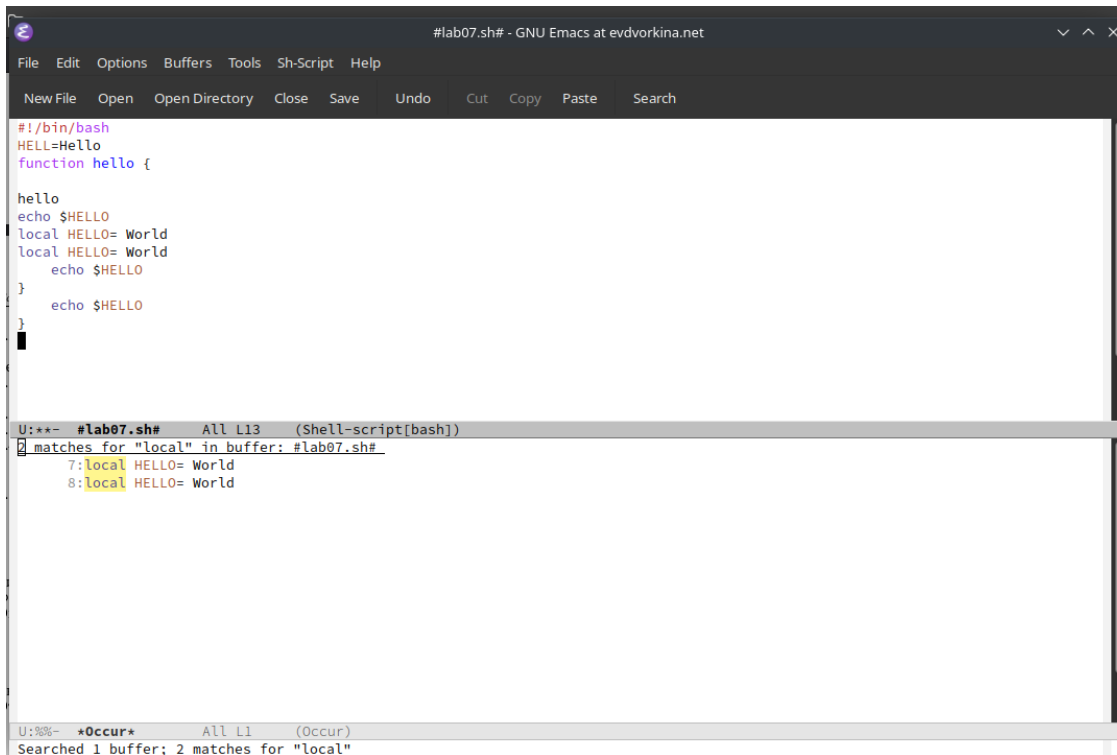 #lab07.sh# - GNU Emacs at evdvorkina.net
File Edit Options Buffers Tools Sh-Script Help
New File Open Open Directory Close Save Undo Cut Copy Paste Search
#!/bin/bash
HELL=Hello
function hello {
hello
echo $HELLO
local HELLO= World
local HELLO= World
    echo $HELLO
}
    echo $HELLO
}
U:**-  #lab07.sh#     All L13    (Shell-script[bash])
2 matches for "local" in buffer: #lab07.sh#
      7:local HELLO= World
      8:local HELLO= World
U:%%-  *Occur*        All L1     (Occur)
Searched 1 buffer; 2 matches for "local"